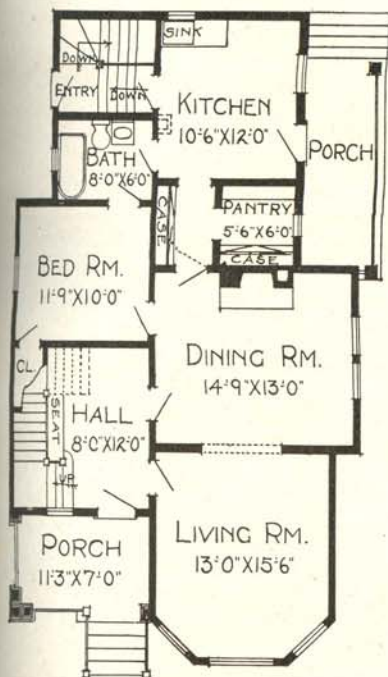 SINK
DOWN
ENTRY
DOWN
KITCHEN
10'-6"X12'-0"
PORCH
BATH
8'-0"X6'-0"
CASE
PANTRY
5'-6"X6'-0"
CASE
BED RM.
11'-9"X10'-0"
DINING RM.
14'-9"X13'-0"
CL.
SEAT
HALL
8'-0"X12'-0"
UP
PORCH
11'-3"X7'-0"
LIVING RM.
13'-0"X15'-6"